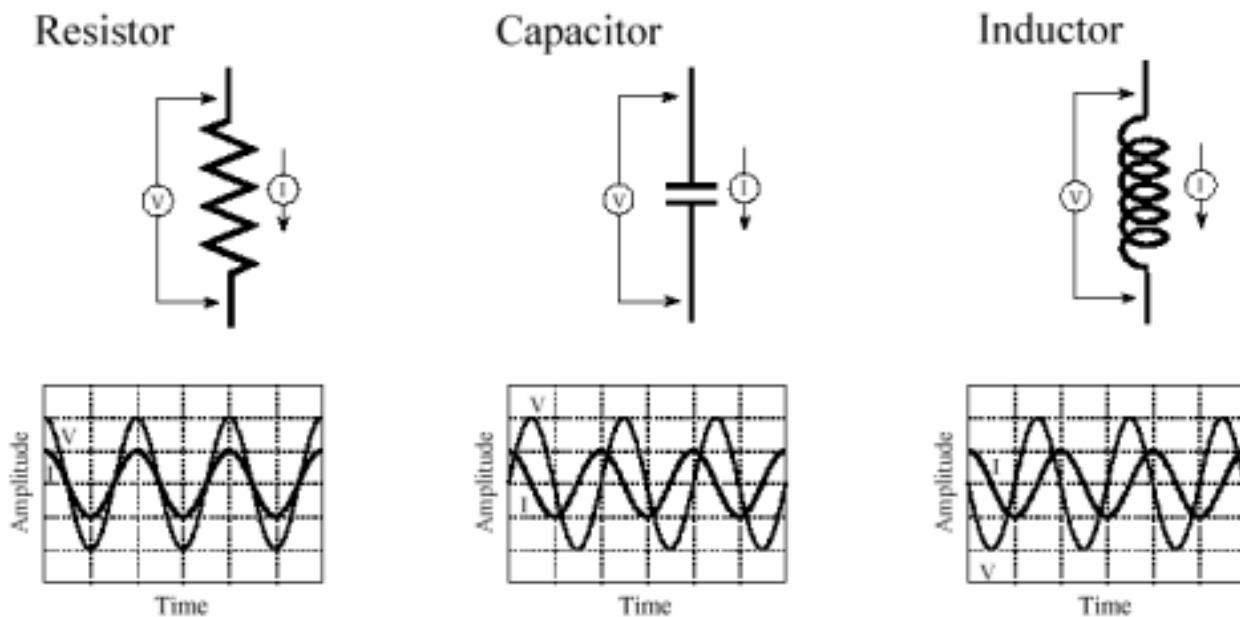 Resistor
V
I
Amplitude
V
I
Time
Capacitor
V
I
V
I
Amplitude
Time
Inductor
V
I
Amplitude
I
V
Time